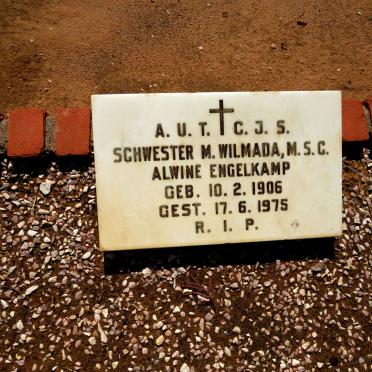 A. U. T. C. J. S.
SCHWESTER M. WILMADA, M. S. C.
ALWINE ENGELKAMP
GEB. 10. 2. 1906
GEST. 17. 6. 1975
R. I. P.